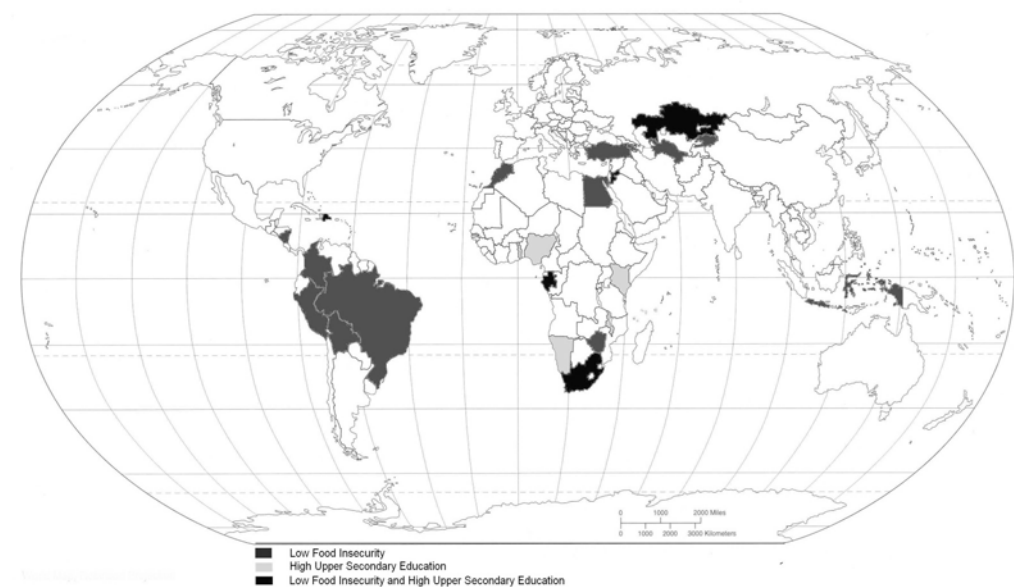 0 1000 2000 Miles
0 1000 2000 3000 Kilometers
Low Food Insecurity
High Upper Secondary Education
Low Food Insecurity and High Upper Secondary Education